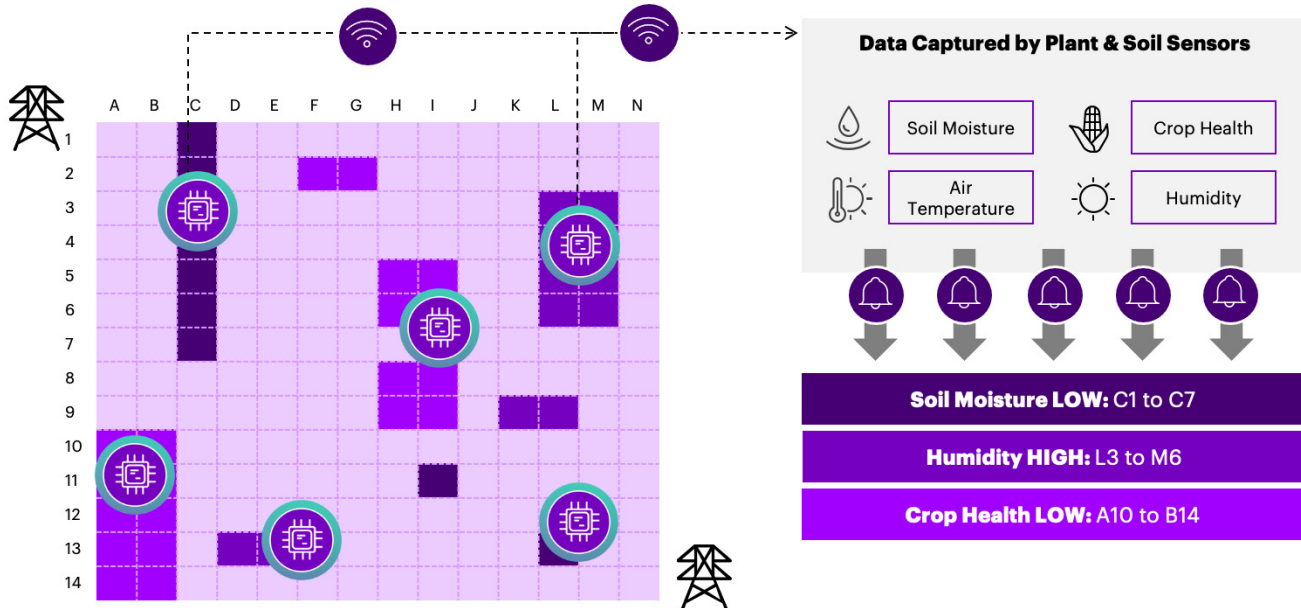 Data Captured by Plant & Soil Sensors
A B C D E F G H I J K L M N
1
2
3
4
5
6
7
8
9
10
11
12
13
14
Soil Moisture
Crop Health
Air
Temperature
Humidity
Soil Moisture LOW: C1 to C7
Humidity HIGH: L3 to M6
Crop Health LOW: A10 to B14